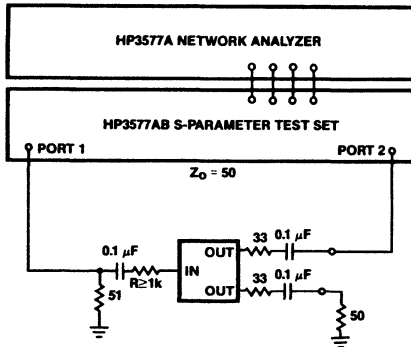 HP3577A NETWORK ANALYZER
HP3577AB S-PARAMETER TEST SET
PORT 1
PORT 2
Z₀ = 50
0.1 µF
R≥1k
51
IN
OUT
OUT
33
0.1 µF
33
0.1 µF
50